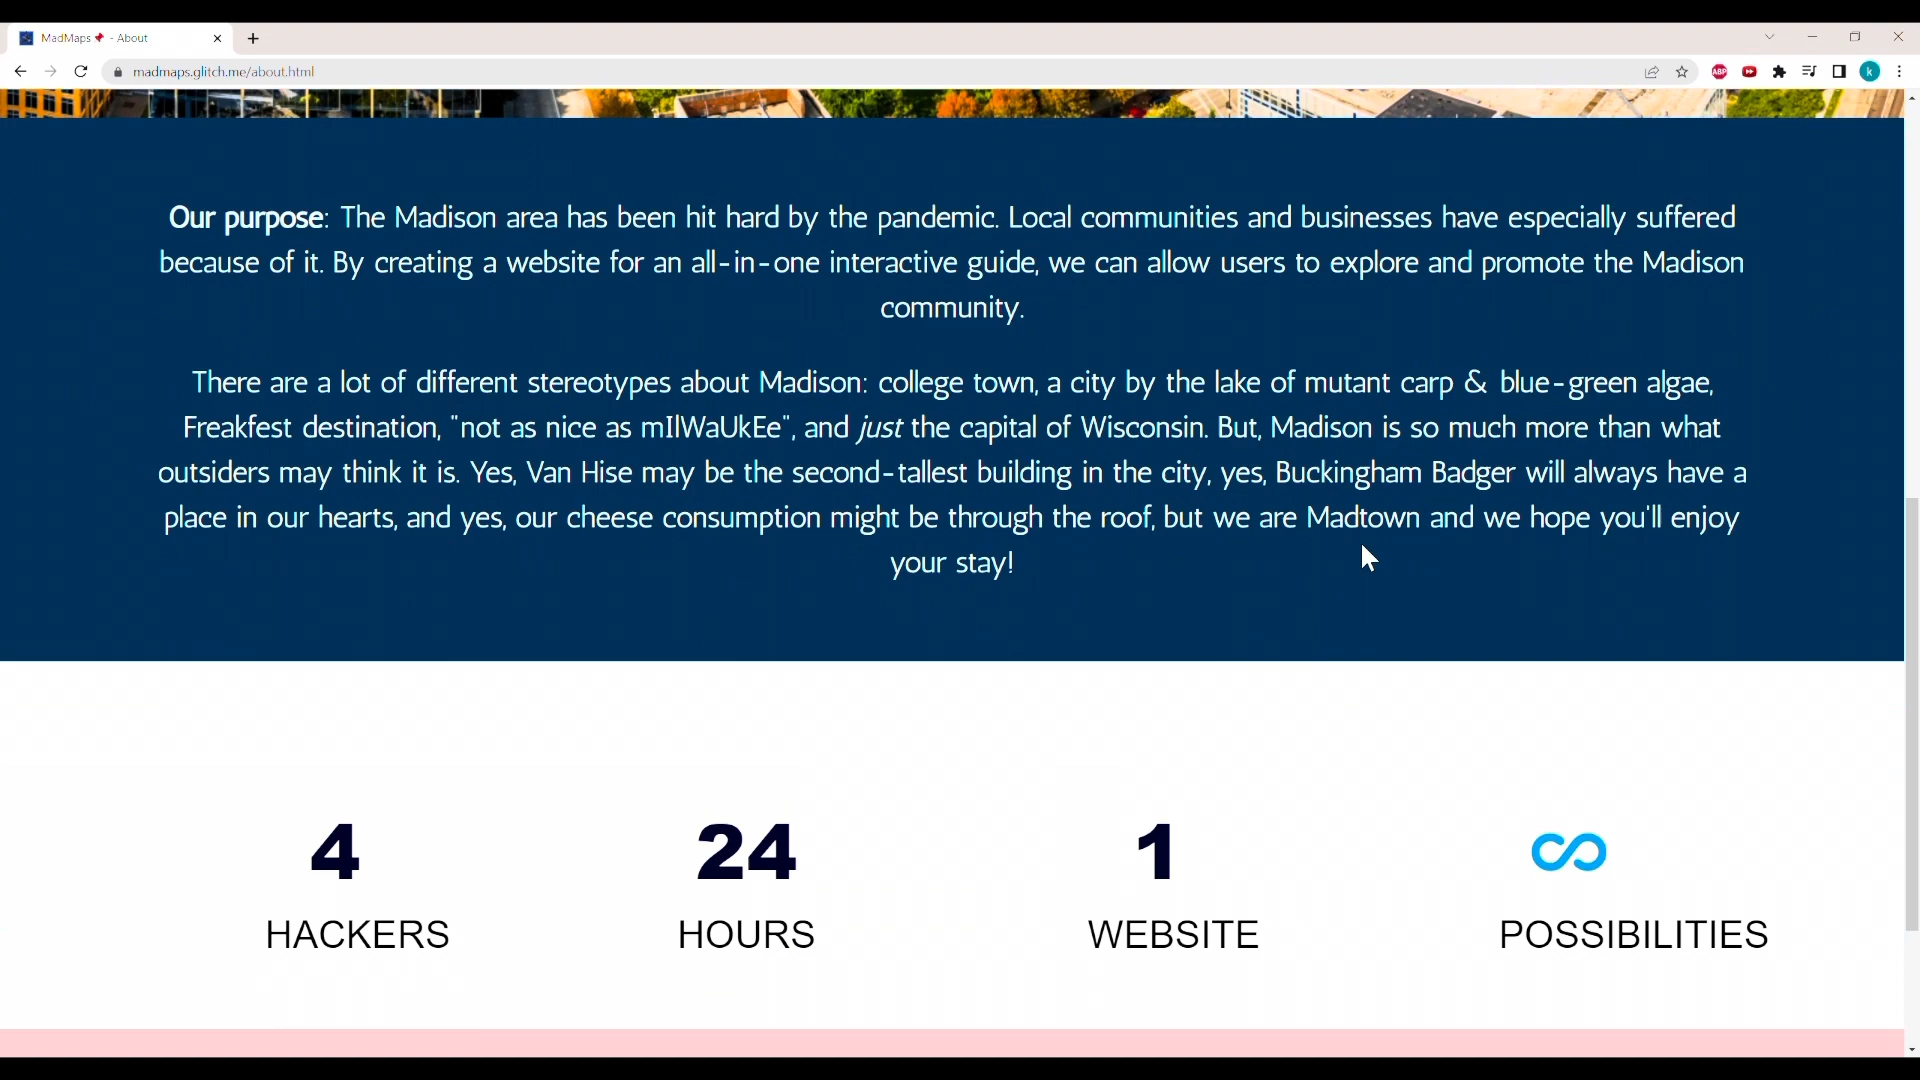 MadMaps 📌 - About
madmaps.glitch.me/about.html
ABP
k
Our purpose: The Madison area has been hit hard by the pandemic. Local communities and businesses have especially suffered
because of it. By creating a website for an all-in-one interactive guide, we can allow users to explore and promote the Madison
community.
There are a lot of different stereotypes about Madison: college town, a city by the lake of mutant carp & blue-green algae,
Freakfest destination, "not as nice as mIlWaUkEe", and just the capital of Wisconsin. But, Madison is so much more than what
outsiders may think it is. Yes, Van Hise may be the second-tallest building in the city, yes, Buckingham Badger will always have a
place in our hearts, and yes, our cheese consumption might be through the roof, but we are Madtown and we hope you'll enjoy
your stay!
4 24 1 ∞
HACKERS HOURS WEBSITE POSSIBILITIES